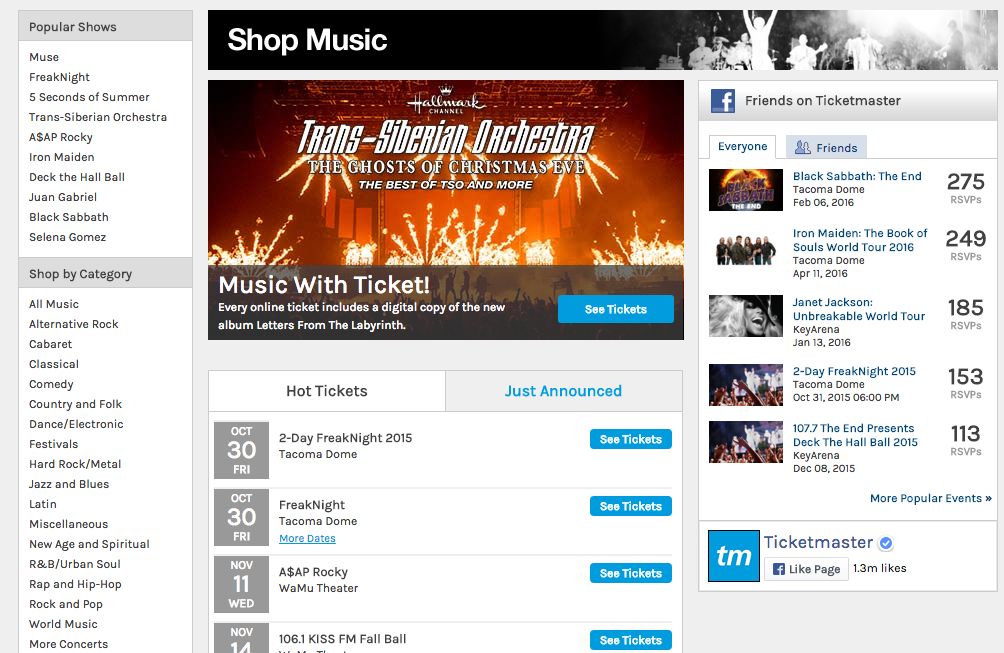 Popular Shows
Muse
FreakNight
5 Seconds of Summer
Trans-Siberian Orchestra
A$AP Rocky
Iron Maiden
Deck the Hall Ball
Juan Gabriel
Black Sabbath
Selena Gomez
Shop by Category
All Music
Alternative Rock
Cabaret
Classical
Comedy
Country and Folk
Dance/Electronic
Festivals
Hard Rock/Metal
Jazz and Blues
Latin
Miscellaneous
New Age and Spiritual
R&B/Urban Soul
Rap and Hip-Hop
Rock and Pop
World Music
More Concerts
Shop Music
Hallmark
CHANNEL
Trans-Siberian Orchestra
THE GHOSTS OF CHRISTMAS EVE
THE BEST OF TSO AND MORE
Music With Ticket!
Every online ticket includes a digital copy of the new
album Letters From The Labyrinth.
See Tickets
Hot Tickets
Just Announced
OCT
30
FRI
2-Day FreakNight 2015
Tacoma Dome
See Tickets
OCT
30
FRI
FreakNight
Tacoma Dome
More Dates
See Tickets
NOV
11
WED
A$AP Rocky
WaMu Theater
See Tickets
NOV
14
106.1 KISS FM Fall Ball
WaMu Theater
See Tickets
f
Friends on Ticketmaster
Everyone
Friends
BLACK
SABBATH
THE END
Black Sabbath: The End
Tacoma Dome
Feb 06, 2016
275
RSVPs
Iron Maiden: The Book of
Souls World Tour 2016
Tacoma Dome
Apr 11, 2016
249
RSVPs
Janet Jackson:
Unbreakable World Tour
KeyArena
Jan 13, 2016
185
RSVPs
2-Day FreakNight 2015
Tacoma Dome
Oct 31, 2015 06:00 PM
153
RSVPs
107.7 The End Presents
Deck The Hall Ball 2015
KeyArena
Dec 08, 2015
113
RSVPs
More Popular Events »
tm
Ticketmaster
f Like Page
1.3m likes